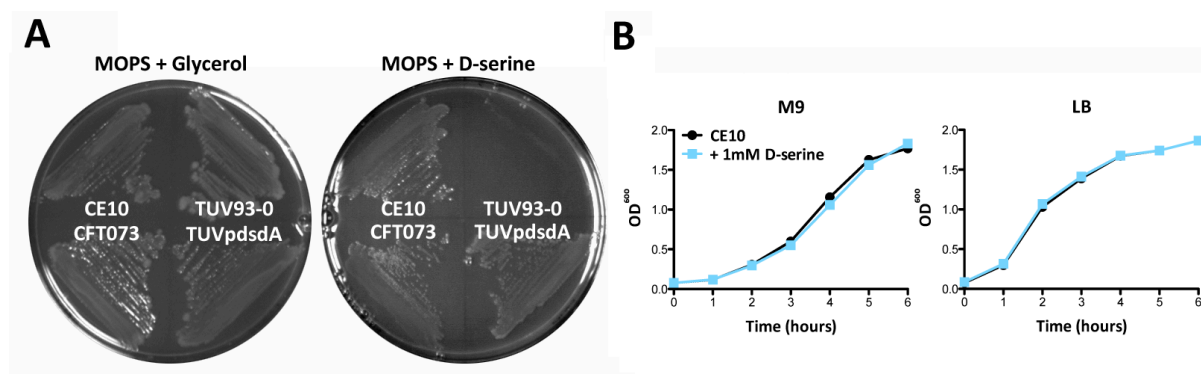 A
MOPS + Glycerol
MOPS + D-serine
CE10
CFT073
TUV93-0
TUVpdsdA
CE10
CFT073
TUV93-0
TUVpdsdA
B
M9
CE10
+ 1mM D-serine
2.0
1.5
1.0
0.5
0.0
OD600
0 1 2 3 4 5 6
Time (hours)
LB
2.0
1.5
1.0
0.5
0.0
OD600
0 1 2 3 4 5 6
Time (hours)